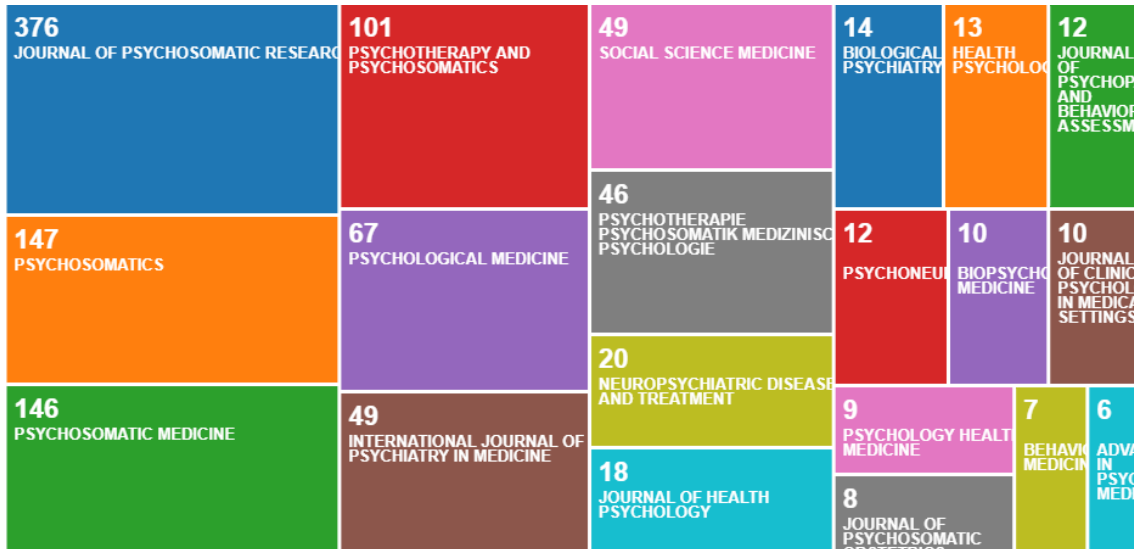 376
JOURNAL OF PSYCHOSOMATIC RESEARC
147
PSYCHOSOMATICS
146
PSYCHOSOMATIC MEDICINE
101
PSYCHOTHERAPY AND
PSYCHOSOMATICS
67
PSYCHOLOGICAL MEDICINE
49
INTERNATIONAL JOURNAL OF
PSYCHIATRY IN MEDICINE
49
SOCIAL SCIENCE MEDICINE
46
PSYCHOTHERAPIE
PSYCHOSOMATIK MEDIZINISC
PSYCHOLOGIE
20
NEUROPSYCHIATRIC DISEASE
AND TREATMENT
18
JOURNAL OF HEALTH
PSYCHOLOGY
14
BIOLOGICAL
PSYCHIATRY
13
HEALTH
PSYCHOLOG
12
JOURNAL
OF
PSYCHOP
AND
BEHAVIOR
ASSESSM
12
PSYCHONEU
10
BIOPSYCHO
MEDICINE
10
JOURNAL
OF CLINIC
PSYCHOL
IN MEDICA
SETTINGS
9
PSYCHOLOGY HEALT
MEDICINE
8
JOURNAL OF
PSYCHOSOMATIC
OBSTETRICS
7
BEHAVIO
MEDICIN
6
ADVA
IN
PSYC
MEDI